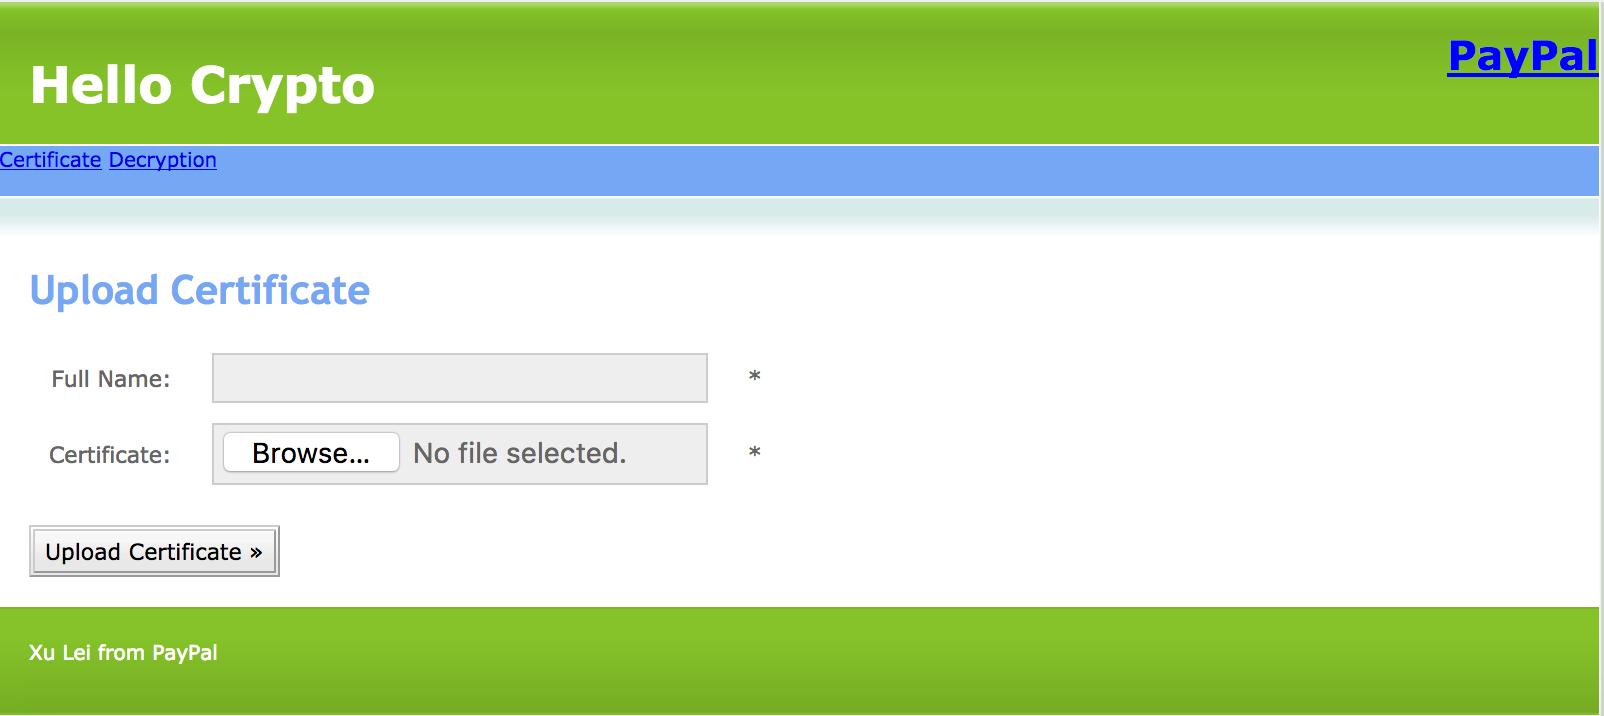 Hello Crypto
PayPal
Certificate Decryption
Upload Certificate
Full Name: *
Certificate: Browse... No file selected. *
Upload Certificate »
Xu Lei from PayPal